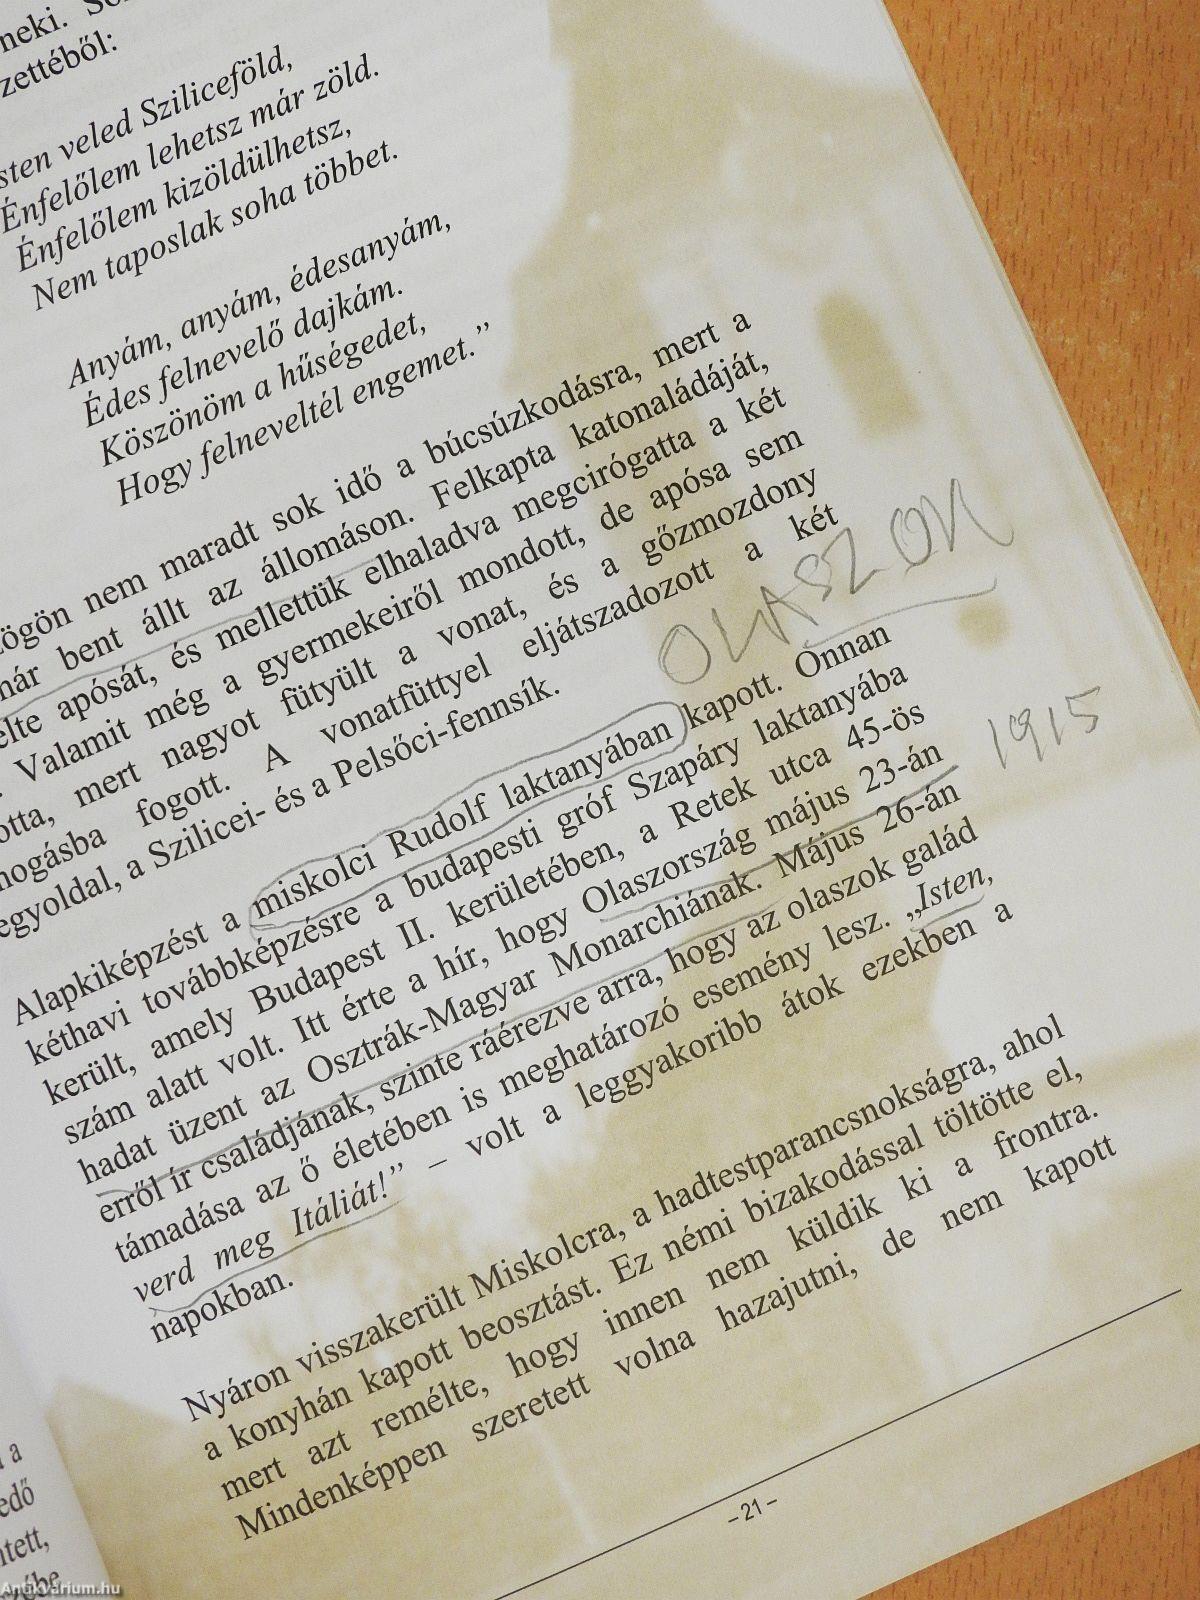 neki.
zettéből:
sten veled Sziliceföld,
Énfelőlem lehetsz már zöld.
Énfelőlem kizöldülhetsz,
Nem taposlak soha többet.
Anyám, anyám, édesanyám,
Édes felnevelő dajkám.
Köszönöm a hűségedet,
Hogy felneveltél engemet.”
ögön nem maradt sok idő a búcsúzkodásra, mert a
már bent állt az állomáson. Felkapta katonaládáját,
elte apósát, és mellettük elhaladva megcirógatta a két
. Valamit még a gyermekeiről mondott, de apósa sem
otta, mert nagyot fütyült a vonat, és a gőzmozdony
mogásba fogott. A vonatfüttyel eljátszadozott a két
egyoldal, a Szilicei- és a Pelsőci-fennsík.
OLASZOK
Alapkiképzést a miskolci Rudolf laktanyában kapott. Onnan
kéthavi továbbképzésre a budapesti gróf Szapáry laktanyába
került, amely Budapest II. kerületében, a Retek utca 45-ös
szám alatt volt. Itt érte a hír, hogy Olaszország május 23-án
1915
hadat üzent az Osztrák-Magyar Monarchiának. Május 26-án
erről ír családjának, szinte ráérezve arra, hogy az olaszok galád
támadása az ő életében is meghatározó esemény lesz. „Isten,
verd meg Itáliát!” – volt a leggyakoribb átok ezekben a
napokban.
Nyáron visszakerült Miskolcra, a hadtestparancsnokságra, ahol
a konyhán kapott beosztást. Ez némi bizakodással töltötte el,
mert azt remélte, hogy innen nem küldik ki a frontra.
Mindenképpen szeretett volna hazajutni, de nem kapott
– 21 –
a
edő
ntett,
Antikvárium.hu